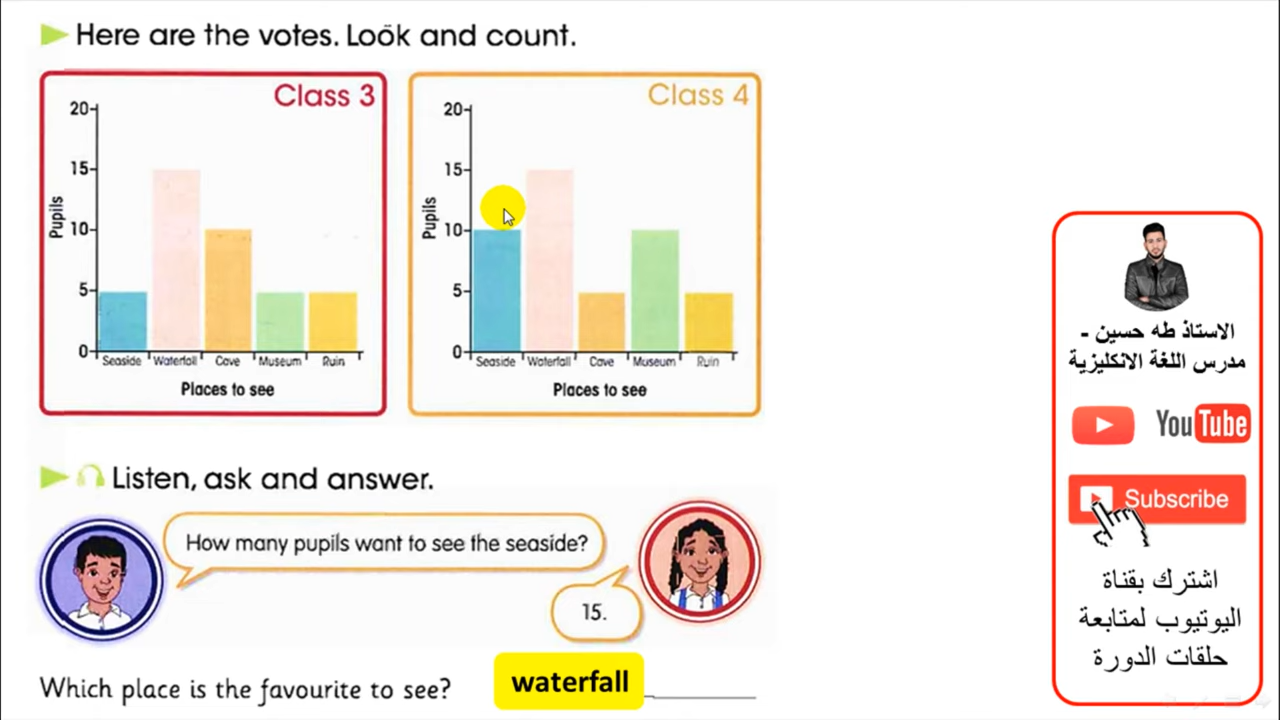 Here are the votes. Look and count.
Class 3
20
15
10
5
0
Pupils
Seaside Waterfall Cave Museum Ruin
Places to see
Class 4
20
15
10
5
0
Pupils
Seaside Waterfall Cave Museum Ruin
Places to see
Listen, ask and answer.
How many pupils want to see the seaside?
15.
Which place is the favourite to see? waterfall
الاستاذ طه حسين -
مدرس اللغة الانكليزية
YouTube
Subscribe
اشترك بقناة
اليوتيوب لمتابعة
حلقات الدورة